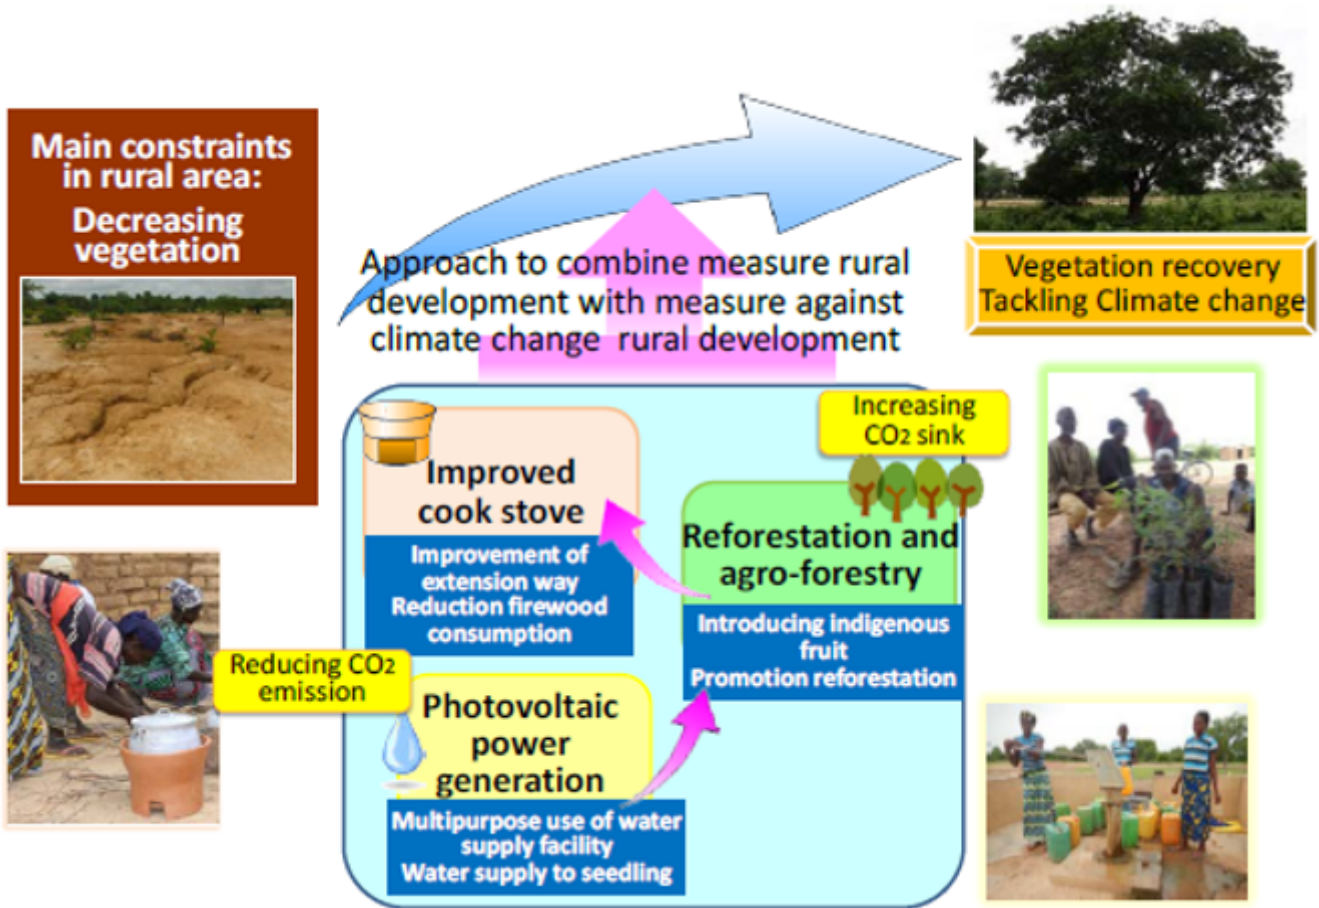 Main constraints
in rural area:
Decreasing
vegetation
Approach to combine measure rural
development with measure against
climate change rural development
Vegetation recovery
Tackling Climate change
Increasing
CO2 sink
Improved
cook stove
Improvement of
extension way
Reduction firewood
consumption
Reforestation and
agro-forestry
Introducing indigenous
fruit
Promotion reforestation
Reducing CO2
emission
Photovoltaic
power
generation
Multipurpose use of water
supply facility
Water supply to seedling